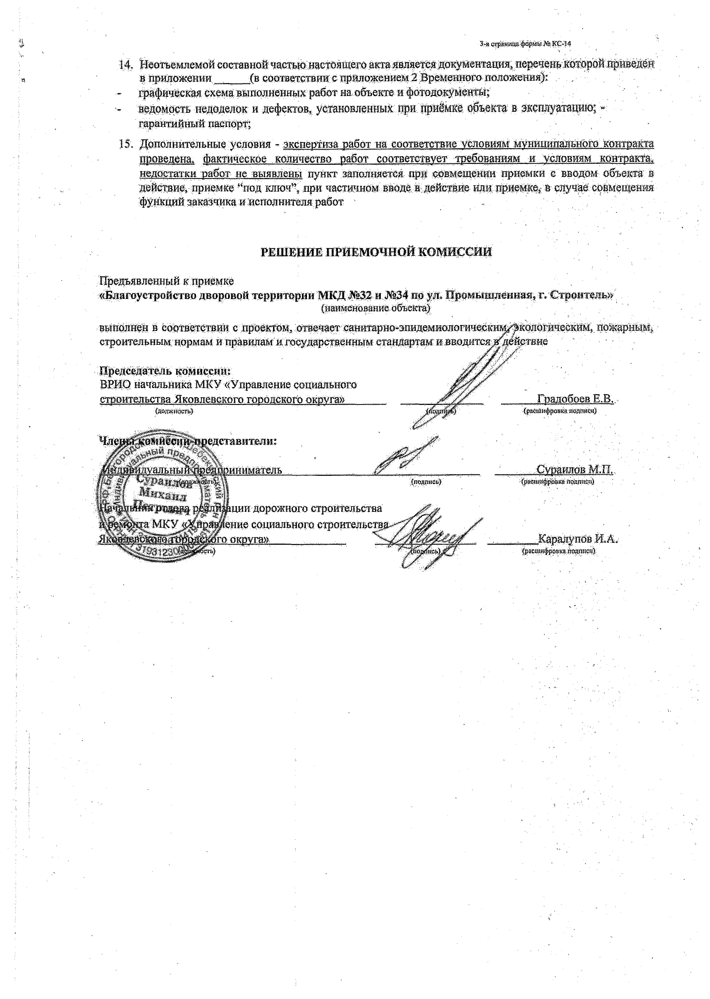 3-я страница формы № КС-14
14. Неотъемлемой составной частью настоящего акта является документация, перечень которой приведен
в приложении ______ (в соответствии с приложением 2 Временного положения):
- графическая схема выполненных работ на объекте и фотодокументы;
- ведомость недоделок и дефектов, установленных при приёмке объекта в эксплуатацию; -
гарантийный паспорт;
15. Дополнительные условия - экспертиза работ на соответствие условиям муниципального контракта
проведена, фактическое количество работ соответствует требованиям и условиям контракта,
недостатки работ не выявлены пункт заполняется при совмещении приемки с вводом объекта в
действие, приемке “под ключ”, при частичном вводе в действие или приемке, в случае совмещения
функций заказчика и исполнителя работ
РЕШЕНИЕ ПРИЕМОЧНОЙ КОМИССИИ
Предъявленный к приемке
«Благоустройство дворовой территории МКД №32 и №34 по ул. Промышленная, г. Строитель»
(наименование объекта)
выполнен в соответствии с проектом, отвечает санитарно-эпидемиологическим, экологическим, пожарным,
строительным нормам и правилам и государственным стандартам и вводится в действие
Председатель комиссии:
ВРИО начальника МКУ «Управление социального
строительства Яковлевского городского округа» Градобоев Е.В.
(должность) (подпись) (расшифровка подписи)
Члены комиссии-представители:
Индивидуальный предприниматель Сураилов М.П.
(должность) (подпись) (расшифровка подписи)
Сураилов
Михаил
Начальник отдела реализации дорожного строительства
и ремонта МКУ «Управление социального строительства
Яковлевского городского округа» Каралупов И.А.
(должность) (подпись) (расшифровка подписи)